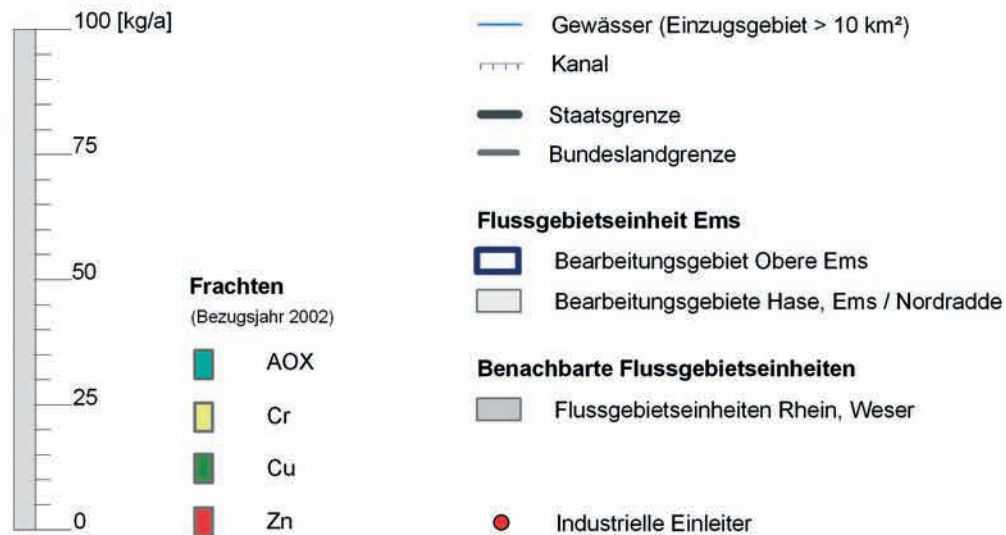 100 [kg/a]
75
50
25
0
Frachten
(Bezugsjahr 2002)
AOX
Cr
Cu
Zn
Gewässer (Einzugsgebiet > 10 km²)
Kanal
Staatsgrenze
Bundeslandgrenze
Flussgebietseinheit Ems
Bearbeitungsgebiet Obere Ems
Bearbeitungsgebiete Hase, Ems / Nordradde
Benachbarte Flussgebietseinheiten
Flussgebietseinheiten Rhein, Weser
Industrielle Einleiter